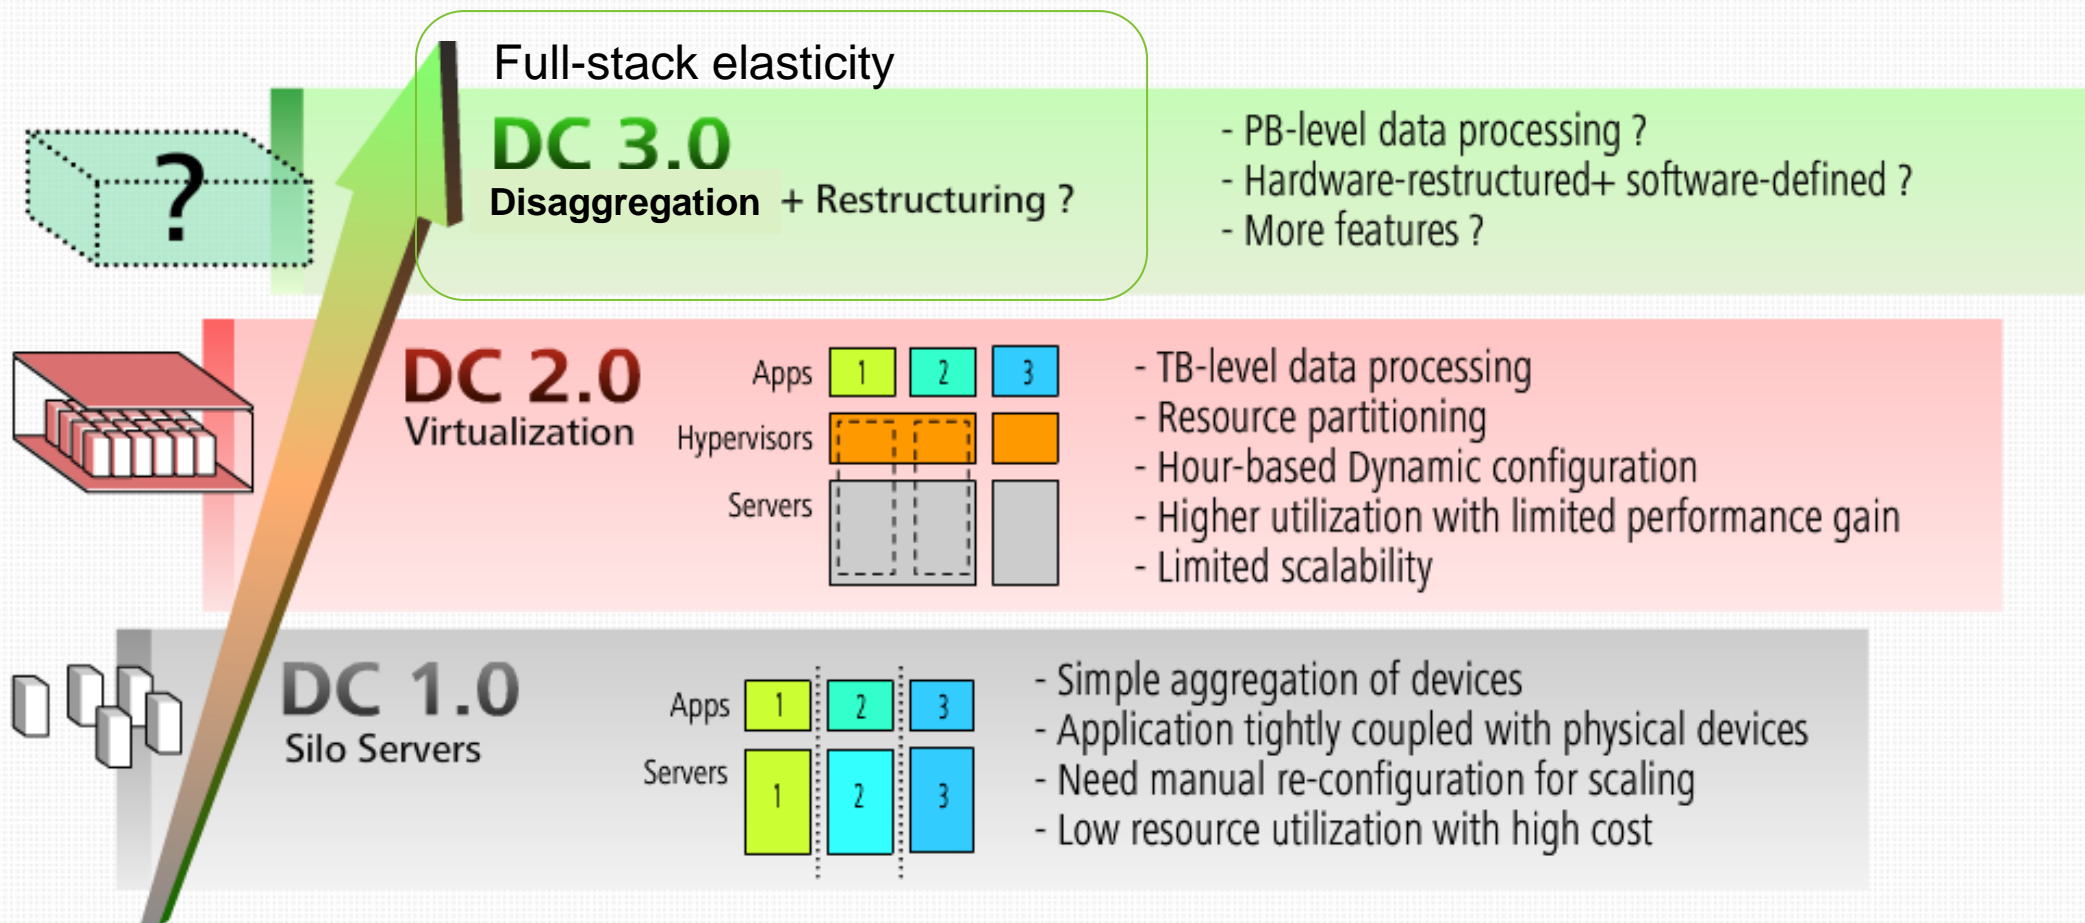 Full-stack elasticity
DC 3.0
Disaggregation + Restructuring ?
- PB-level data processing ?
- Hardware-restructured+ software-defined ?
- More features ?
?
DC 2.0
Virtualization
Apps 1 2 3
Hypervisors
Servers
- TB-level data processing
- Resource partitioning
- Hour-based Dynamic configuration
- Higher utilization with limited performance gain
- Limited scalability
DC 1.0
Silo Servers
Apps 1 2 3
Servers 1 2 3
- Simple aggregation of devices
- Application tightly coupled with physical devices
- Need manual re-configuration for scaling
- Low resource utilization with high cost